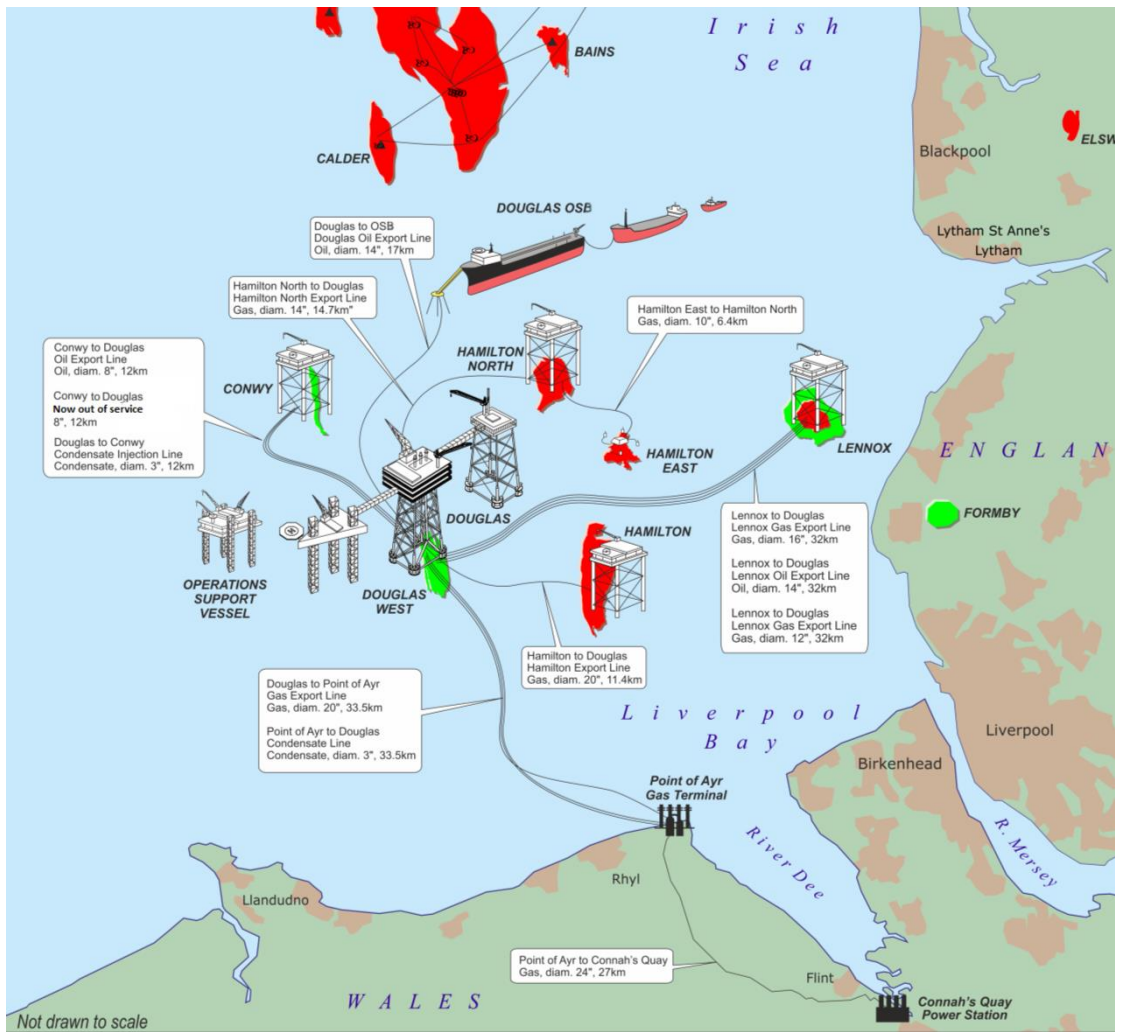 Irish
Sea
BAINS
CALDER
ELSW
Blackpool
DOUGLAS OSB
Lytham St Anne's
Lytham
Douglas to OSB
Douglas Oil Export Line
Oil, diam. 14", 17km
Hamilton North to Douglas
Hamilton North Export Line
Gas, diam. 14", 14.7km"
Hamilton East to Hamilton North
Gas, diam. 10", 6.4km
Conwy to Douglas
Oil Export Line
Oil, diam. 8", 12km
Conwy to Douglas
Now out of service
8", 12km
Douglas to Conwy
Condensate Injection Line
Condensate, diam. 3", 12km
CONWY
HAMILTON
NORTH
HAMILTON
EAST
LENNOX
ENGLAN
FORMBY
DOUGLAS
HAMILTON
OPERATIONS
SUPPORT
VESSEL
DOUGLAS
WEST
Lennox to Douglas
Lennox Gas Export Line
Gas, diam. 16", 32km
Lennox to Douglas
Lennox Oil Export Line
Oil, diam. 14", 32km
Lennox to Douglas
Lennox Gas Export Line
Gas, diam. 12", 32km
Hamilton to Douglas
Hamilton Export Line
Gas, diam. 20", 11.4km
Douglas to Point of Ayr
Gas Export Line
Gas, diam. 20", 33.5km
Point of Ayr to Douglas
Condensate Line
Condensate, diam. 3", 33.5km
Liverpool
Bay
Liverpool
Birkenhead
Point of Ayr
Gas Terminal
River Dee
R. Mersey
Rhyl
Llandudno
Point of Ayr to Connah's Quay
Gas, diam. 24", 27km
Flint
WALES
Connah's Quay
Power Station
Not drawn to scale